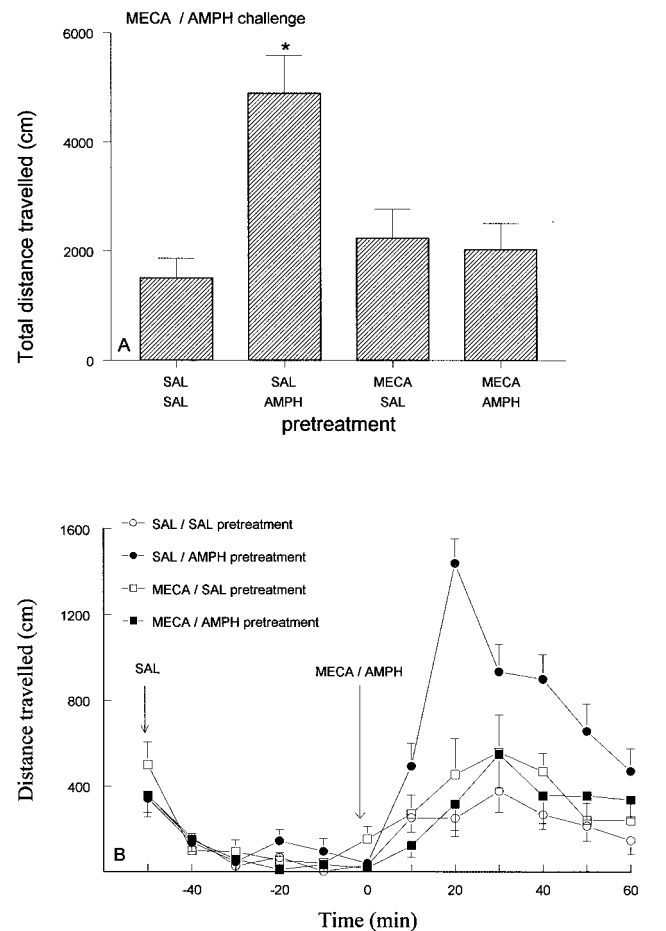 MECA / AMPH challenge
6000
4000
2000
0
Total distance travelled (cm)
*
A
SAL SAL MECA MECA
SAL AMPH SAL AMPH
pretreatment
1600
1200
800
400
Distance travelled (cm)
SAL / SAL pretreatment
SAL / AMPH pretreatment
MECA / SAL pretreatment
MECA / AMPH pretreatment
SAL
MECA / AMPH
B
-40 -20 0 20 40 60
Time (min)